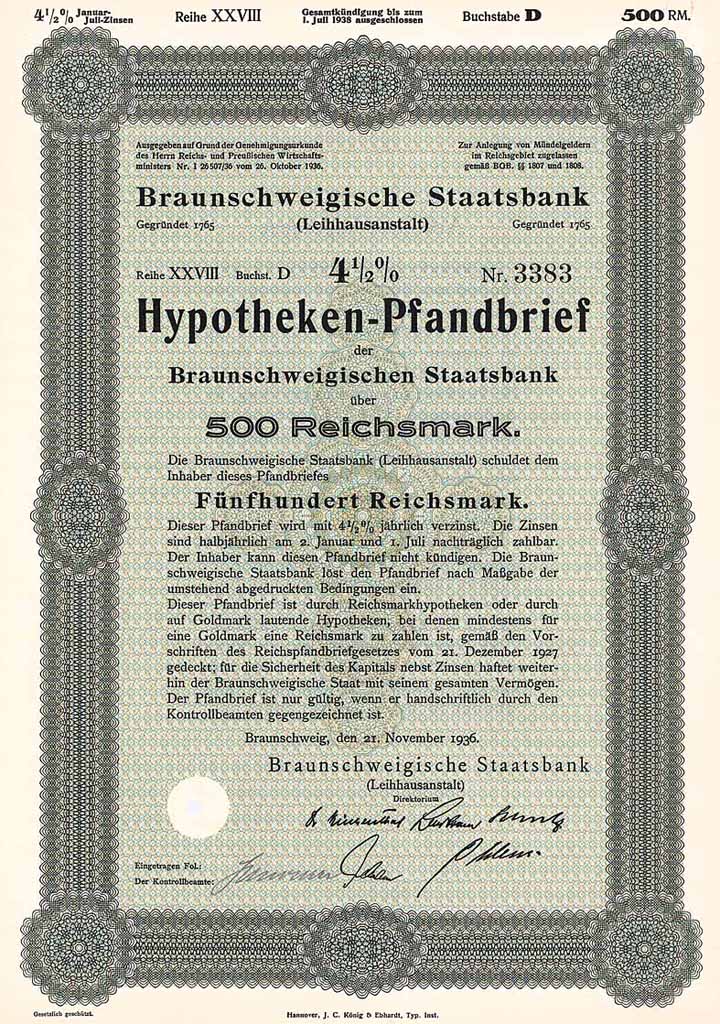 4½% Januar-Juli-Zinsen Reihe XXVIII Gesamtkündigung bis zum 1. Juli 1938 ausgeschlossen Buchstabe D 500 RM.
Ausgegeben auf Grund der Genehmigungsurkunde
des Herrn Reichs- und Preußischen Wirtschafts-
ministers Nr. I 26507/36 vom 26. Oktober 1936.
Zur Anlegung von Mündelgeldern
im Reichsgebiet zugelassen
gemäß BGB. §§ 1807 und 1808.
Braunschweigische Staatsbank
Gegründet 1765 (Leihhausanstalt) Gegründet 1765
Reihe XXVIII Buchst. D 4½% Nr. 3383
Hypotheken-Pfandbrief
der
Braunschweigischen Staatsbank
über
500 Reichsmark.
Die Braunschweigische Staatsbank (Leihhausanstalt) schuldet dem
Inhaber dieses Pfandbriefes
Fünfhundert Reichsmark.
Dieser Pfandbrief wird mit 4½% jährlich verzinst. Die Zinsen
sind halbjährlich am 2. Januar und 1. Juli nachträglich zahlbar.
Der Inhaber kann diesen Pfandbrief nicht kündigen. Die Braun-
schweigische Staatsbank löst den Pfandbrief nach Maßgabe der
umstehend abgedruckten Bedingungen ein.
Dieser Pfandbrief ist durch Reichsmarkhypotheken oder durch
auf Goldmark lautende Hypotheken, bei denen mindestens für
eine Goldmark eine Reichsmark zu zahlen ist, gemäß den Vor-
schriften des Reichspfandbriefgesetzes vom 21. Dezember 1927
gedeckt; für die Sicherheit des Kapitals nebst Zinsen haftet weiter-
hin der Braunschweigische Staat mit seinem gesamten Vermögen.
Der Pfandbrief ist nur gültig, wenn er handschriftlich durch den
Kontrollbeamten gegengezeichnet ist.
Braunschweig, den 21. November 1936.
Braunschweigische Staatsbank
(Leihhausanstalt)
Direktorium
Eingetragen Fol.:
Der Kontrollbeamte:
Gesetzlich geschützt.
Hannover, J. C. König & Ebhardt, Typ. Inst.